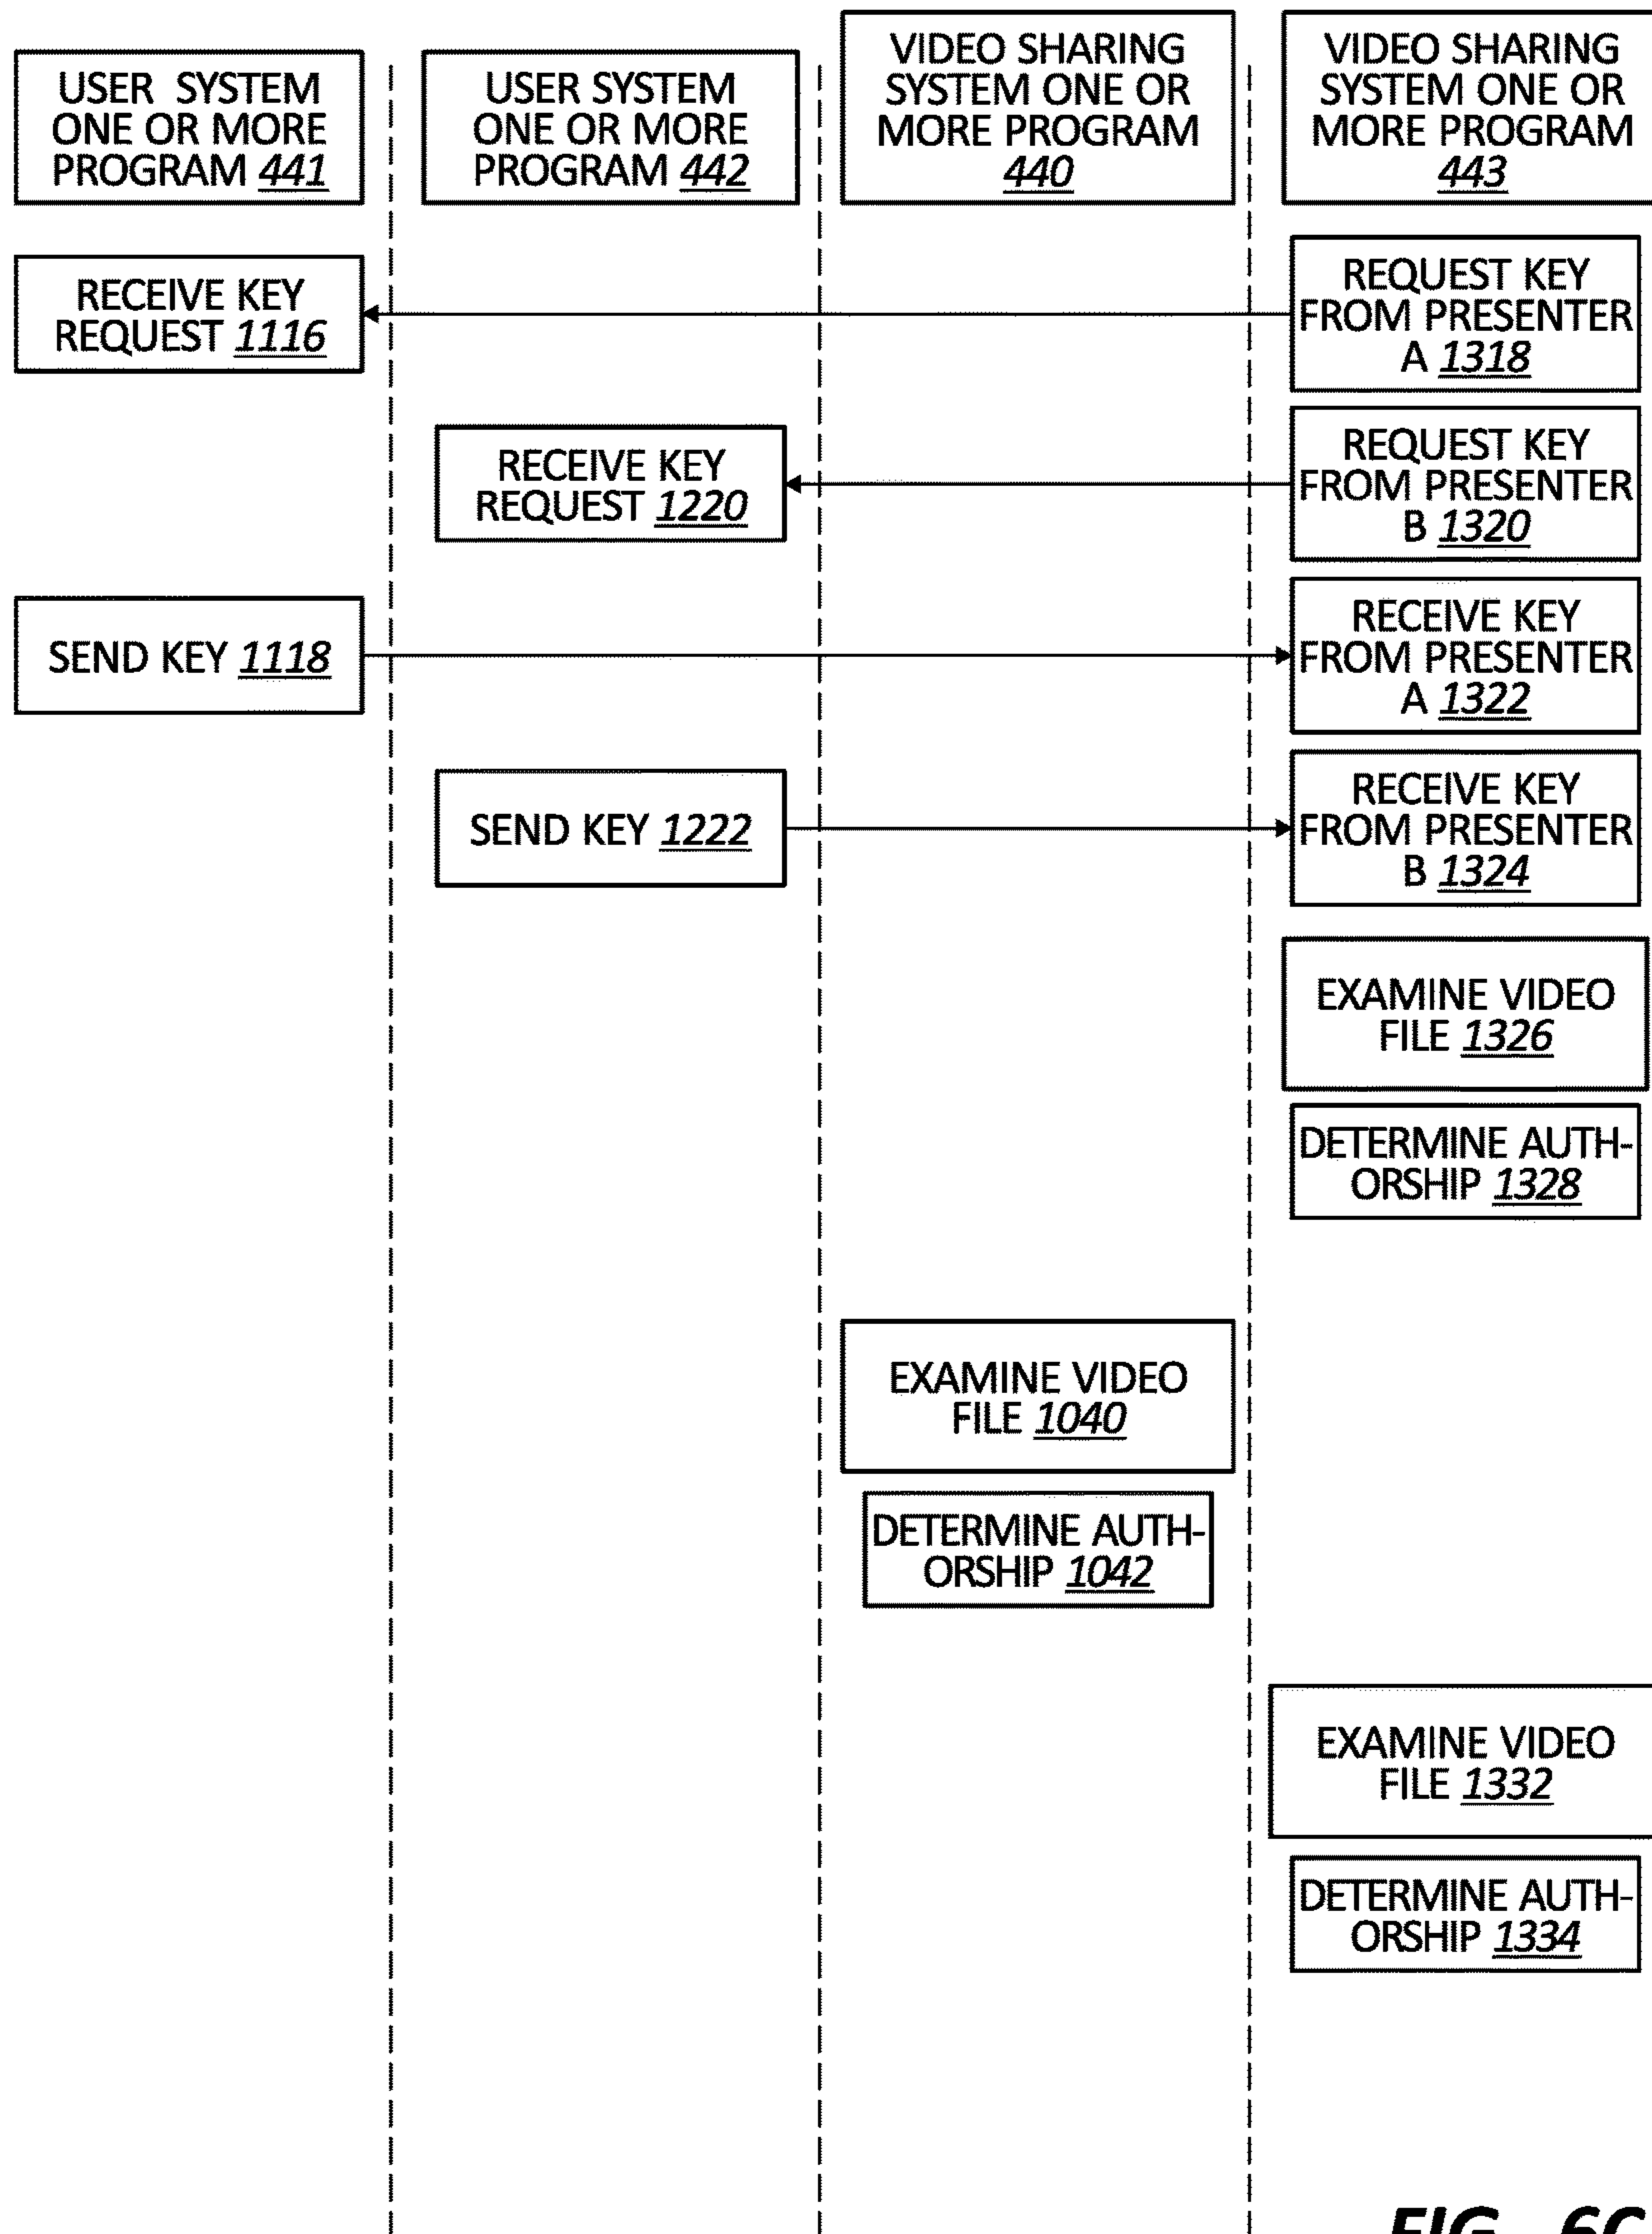 USER SYSTEM
ONE OR MORE
PROGRAM 441
USER SYSTEM
ONE OR MORE
PROGRAM 442
VIDEO SHARING
SYSTEM ONE OR
MORE PROGRAM
440
VIDEO SHARING
SYSTEM ONE OR
MORE PROGRAM
443
RECEIVE KEY
REQUEST 1116
REQUEST KEY
FROM PRESENTER
A 1318
RECEIVE KEY
REQUEST 1220
REQUEST KEY
FROM PRESENTER
B 1320
SEND KEY 1118
RECEIVE KEY
FROM PRESENTER
A 1322
SEND KEY 1222
RECEIVE KEY
FROM PRESENTER
B 1324
EXAMINE VIDEO
FILE 1326
DETERMINE AUTH-
ORSHIP 1328
EXAMINE VIDEO
FILE 1040
DETERMINE AUTH-
ORSHIP 1042
EXAMINE VIDEO
FILE 1332
DETERMINE AUTH-
ORSHIP 1334
FIG. 6C